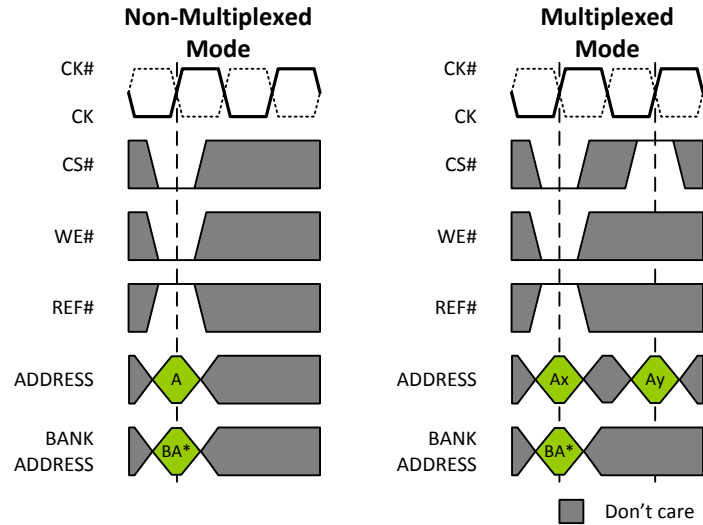 Non-Multiplexed
Mode
CK#
CK
CS#
WE#
REF#
ADDRESS
A
BANK
ADDRESS
BA*
Multiplexed
Mode
CK#
CK
CS#
WE#
REF#
ADDRESS
Ax
Ay
BANK
ADDRESS
BA*
Don't care